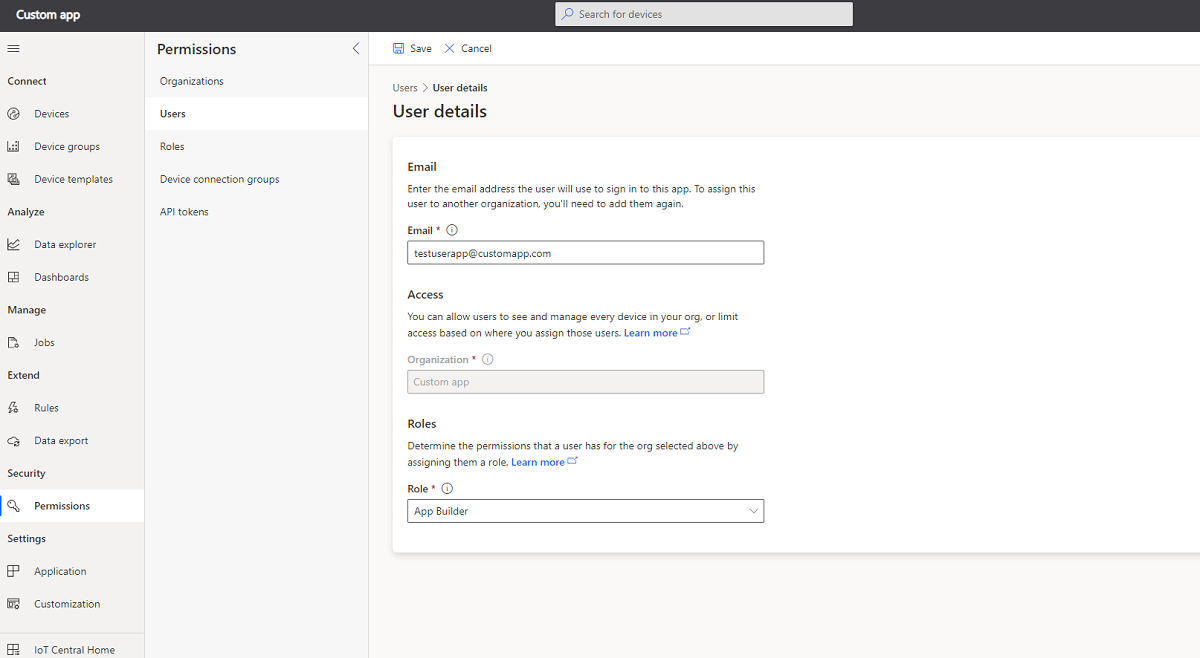 Custom app
Search for devices
Connect
Devices
Device groups
Device templates
Analyze
Data explorer
Dashboards
Manage
Jobs
Extend
Rules
Data export
Security
Permissions
Settings
Application
Customization
IoT Central Home
Permissions
Organizations
Users
Roles
Device connection groups
API tokens
Save Cancel
Users > User details
User details
Email
Enter the email address the user will use to sign in to this app. To assign this
user to another organization, you'll need to add them again.
Email *
testuserapp@customapp.com
Access
You can allow users to see and manage every device in your org, or limit
access based on where you assign those users. Learn more
Organization *
Custom app
Roles
Determine the permissions that a user has for the org selected above by
assigning them a role. Learn more
Role *
App Builder